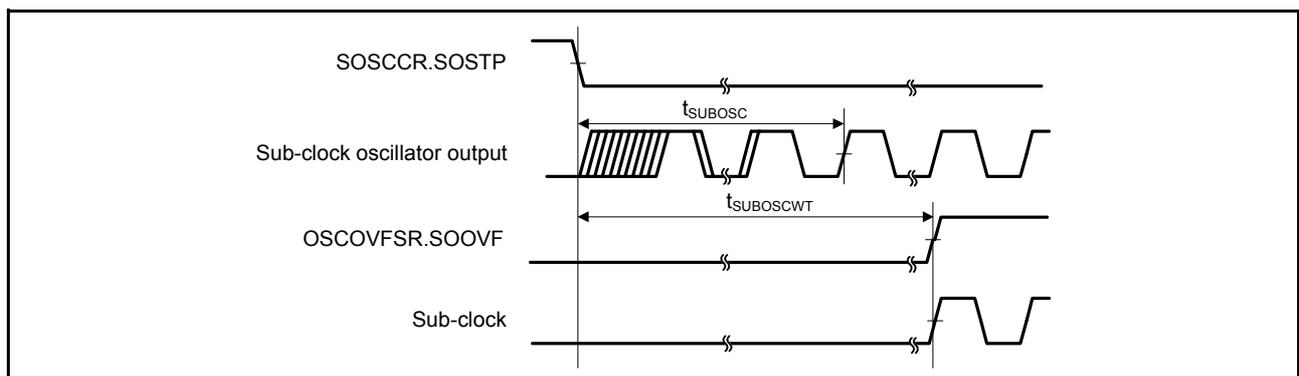 SOSCCR.SOSTP
tSUBOSC
Sub-clock oscillator output
tSUBOSCWT
OSCOVFSR.SOOVF
Sub-clock